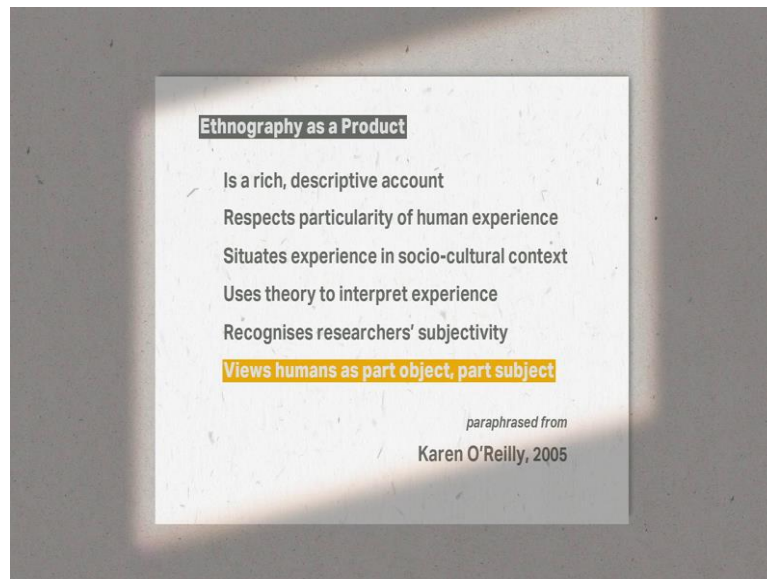 Ethnography as a Product
Is a rich, descriptive account
Respects particularity of human experience
Situates experience in socio-cultural context
Uses theory to interpret experience
Recognises researchers’ subjectivity
Views humans as part object, part subject
paraphrased from
Karen O’Reilly, 2005